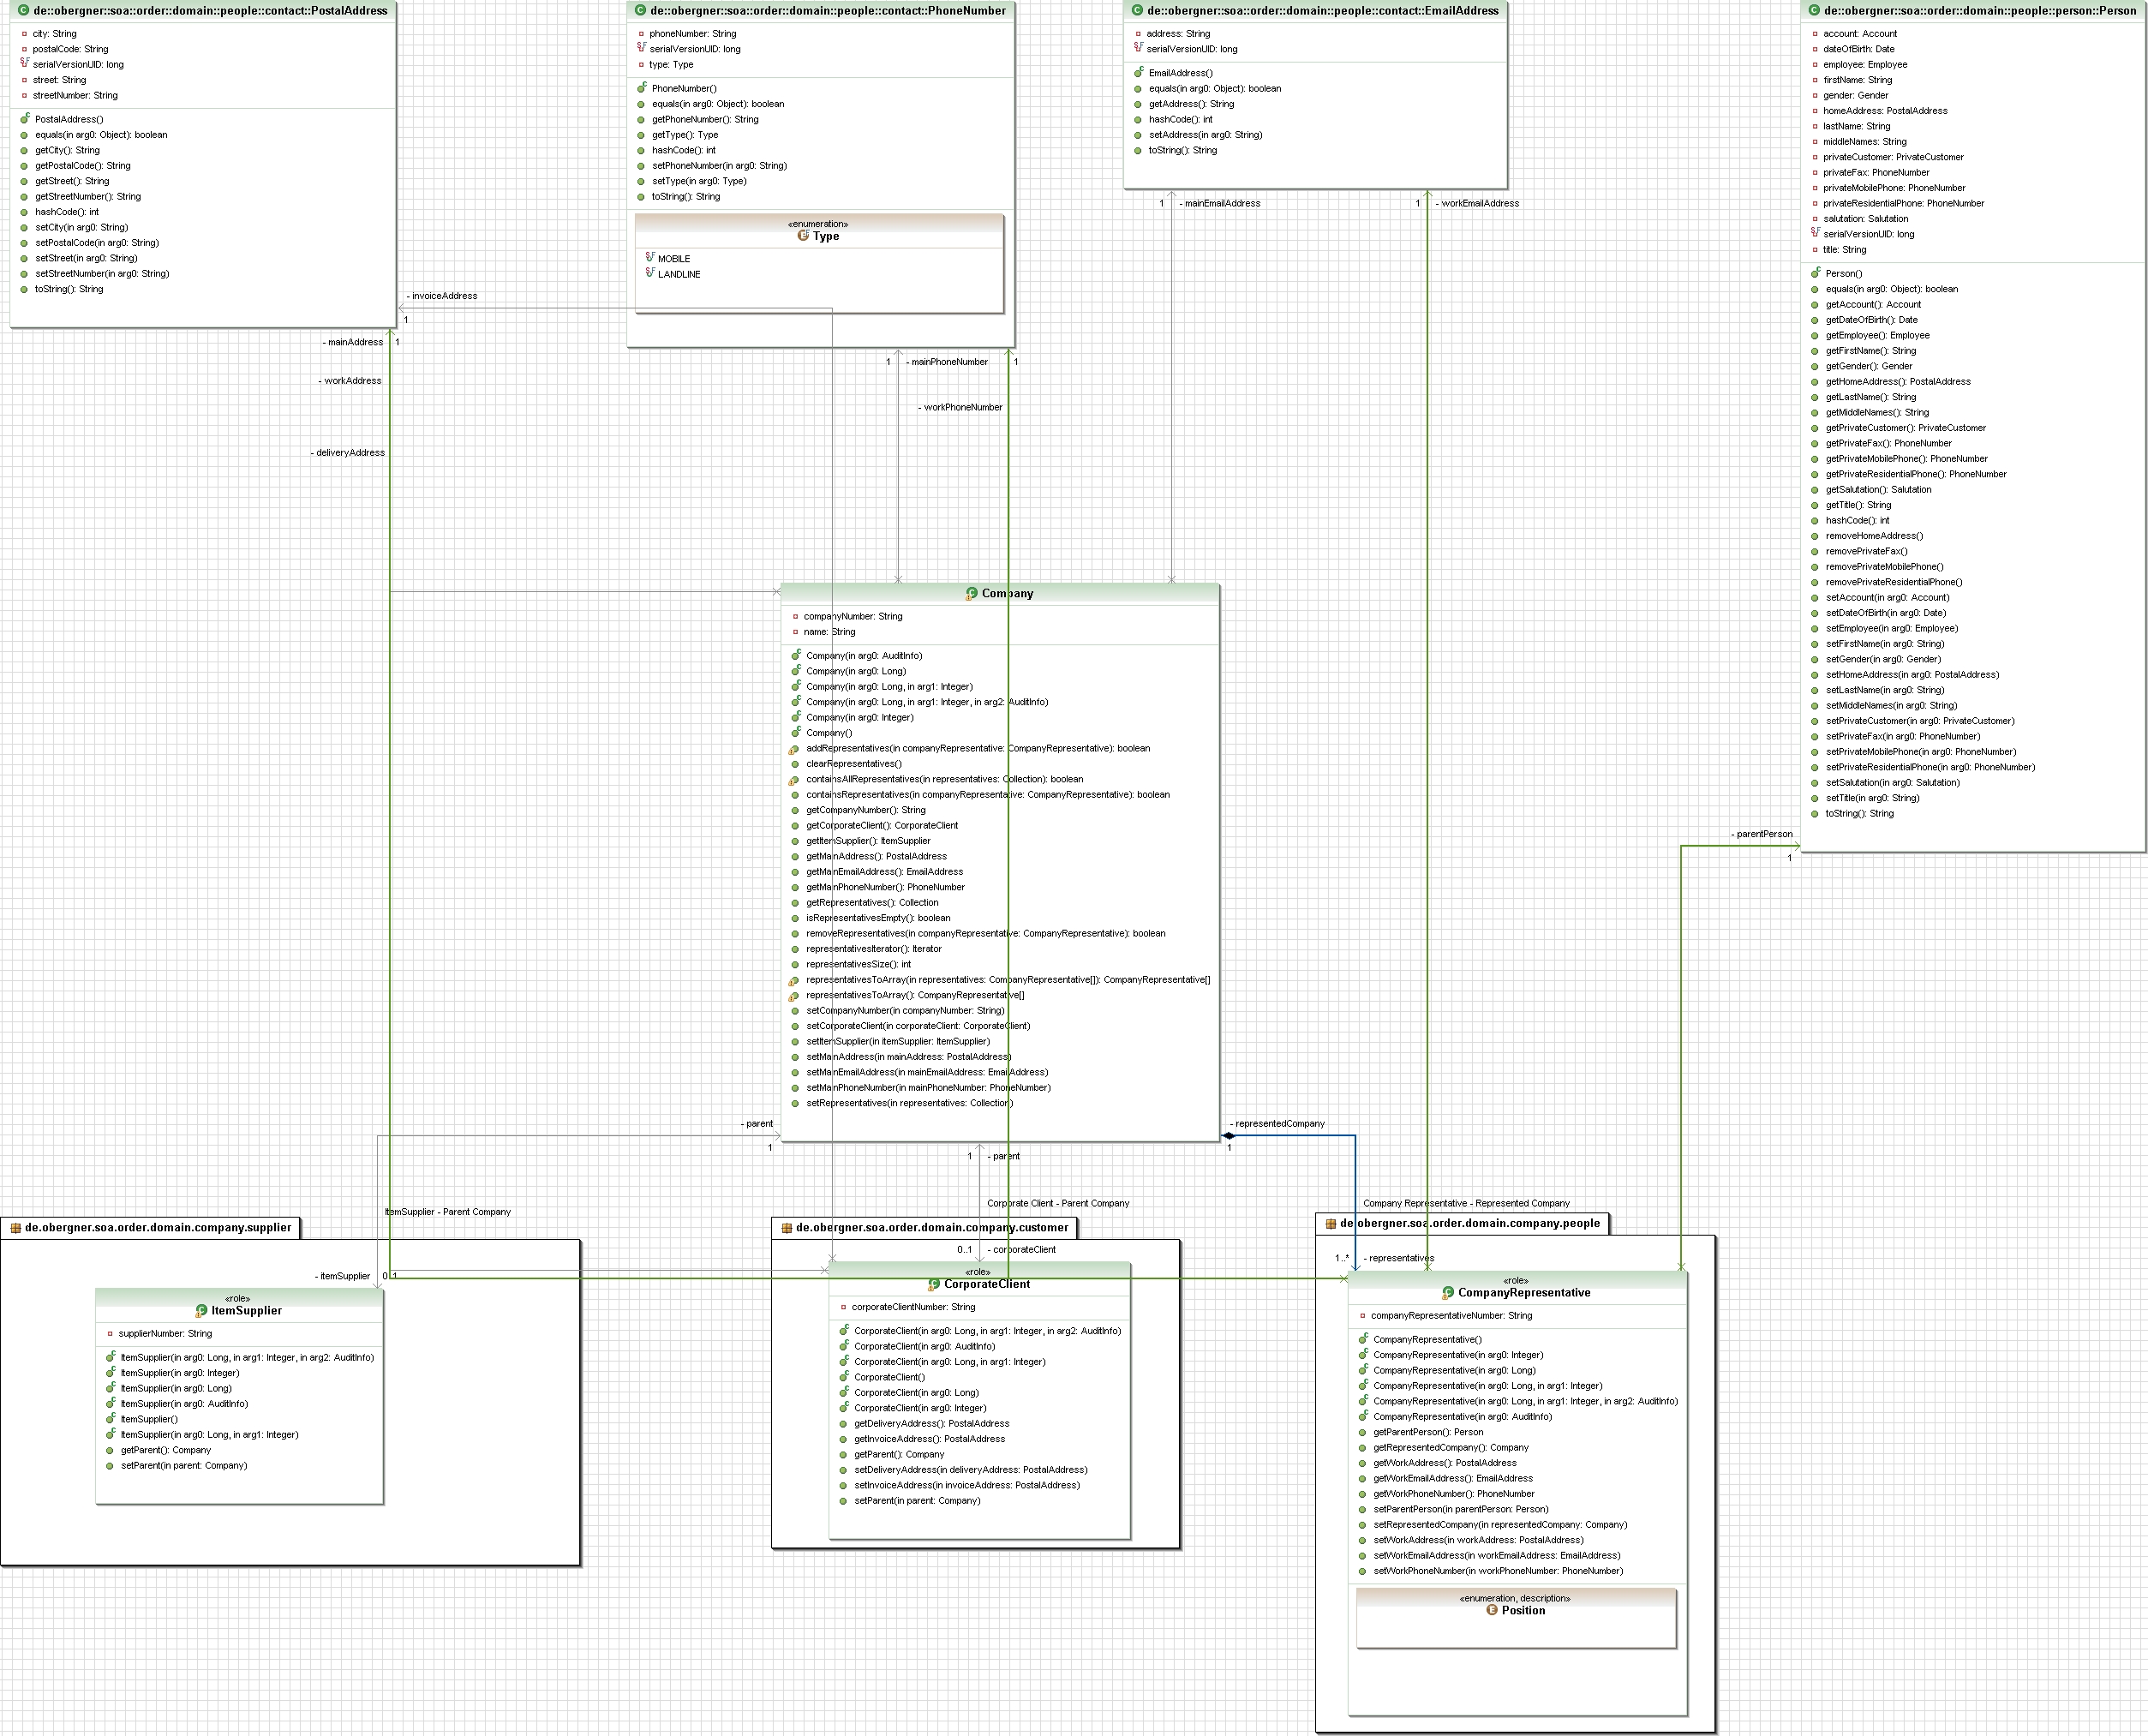 de::obergner::soa::order::domain::people::contact::PostalAddress
city: String
postalCode: String
serialVersionUID: long
street: String
streetNumber: String
PostalAddress()
equals(in arg0: Object): boolean
getCity(): String
getPostalCode(): String
getStreet(): String
getStreetNumber(): String
hashCode(): int
setCity(in arg0: String)
setPostalCode(in arg0: String)
setStreet(in arg0: String)
setStreetNumber(in arg0: String)
toString(): String
de::obergner::soa::order::domain::people::contact::PhoneNumber
phoneNumber: String
serialVersionUID: long
type: Type
PhoneNumber()
equals(in arg0: Object): boolean
getPhoneNumber(): String
getType(): Type
hashCode(): int
setPhoneNumber(in arg0: String)
setType(in arg0: Type)
toString(): String
«enumeration»
Type
MOBILE
LANDLINE
de::obergner::soa::order::domain::people::contact::EmailAddress
address: String
serialVersionUID: long
EmailAddress()
equals(in arg0: Object): boolean
getAddress(): String
hashCode(): int
setAddress(in arg0: String)
toString(): String
de::obergner::soa::order::domain::people::person::Person
account: Account
dateOfBirth: Date
employee: Employee
firstName: String
gender: Gender
homeAddress: PostalAddress
lastName: String
middleNames: String
privateCustomer: PrivateCustomer
privateFax: PhoneNumber
privateMobilePhone: PhoneNumber
privateResidentialPhone: PhoneNumber
salutation: Salutation
serialVersionUID: long
title: String
Person()
equals(in arg0: Object): boolean
getAccount(): Account
getDateOfBirth(): Date
getEmployee(): Employee
getFirstName(): String
getGender(): Gender
getHomeAddress(): PostalAddress
getLastName(): String
getMiddleNames(): String
getPrivateCustomer(): PrivateCustomer
getPrivateFax(): PhoneNumber
getPrivateMobilePhone(): PhoneNumber
getPrivateResidentialPhone(): PhoneNumber
getSalutation(): Salutation
getTitle(): String
hashCode(): int
removeHomeAddress()
removePrivateFax()
removePrivateMobilePhone()
removePrivateResidentialPhone()
setAccount(in arg0: Account)
setDateOfBirth(in arg0: Date)
setEmployee(in arg0: Employee)
setFirstName(in arg0: String)
setGender(in arg0: Gender)
setHomeAddress(in arg0: PostalAddress)
setLastName(in arg0: String)
setMiddleNames(in arg0: String)
setPrivateCustomer(in arg0: PrivateCustomer)
setPrivateFax(in arg0: PhoneNumber)
setPrivateMobilePhone(in arg0: PhoneNumber)
setPrivateResidentialPhone(in arg0: PhoneNumber)
setSalutation(in arg0: Salutation)
setTitle(in arg0: String)
toString(): String
1 - mainEmailAddress
1 - workEmailAddress
- invoiceAddress
1
- mainAddress 1
- workAddress
- deliveryAddress
1 - mainPhoneNumber 1
- workPhoneNumber
- parentPerson
1
Company
companyNumber: String
name: String
Company(in arg0: AuditInfo)
Company(in arg0: Long)
Company(in arg0: Long, in arg1: Integer)
Company(in arg0: Long, in arg1: Integer, in arg2: AuditInfo)
Company(in arg0: Integer)
Company()
addRepresentatives(in companyRepresentative: CompanyRepresentative): boolean
clearRepresentatives()
containsAllRepresentatives(in representatives: Collection): boolean
containsRepresentatives(in companyRepresentative: CompanyRepresentative): boolean
getCompanyNumber(): String
getCorporateClient(): CorporateClient
getItemSupplier(): ItemSupplier
getMainAddress(): PostalAddress
getMainEmailAddress(): EmailAddress
getMainPhoneNumber(): PhoneNumber
getRepresentatives(): Collection
isRepresentativesEmpty(): boolean
removeRepresentatives(in companyRepresentative: CompanyRepresentative): boolean
representativesIterator(): Iterator
representativesSize(): int
representativesToArray(in representatives: CompanyRepresentative[]): CompanyRepresentative[]
representativesToArray(): CompanyRepresentative[]
setCompanyNumber(in companyNumber: String)
setCorporateClient(in corporateClient: CorporateClient)
setItemSupplier(in itemSupplier: ItemSupplier)
setMainAddress(in mainAddress: PostalAddress)
setMainEmailAddress(in mainEmailAddress: EmailAddress)
setMainPhoneNumber(in mainPhoneNumber: PhoneNumber)
setRepresentatives(in representatives: Collection)
- parent
1
1 - parent
- representedCompany
1
ItemSupplier - Parent Company
Corporate Client - Parent Company
Company Representative - Represented Company
de.obergner.soa.order.domain.company.supplier
- itemSupplier 0..1
«role»
ItemSupplier
supplierNumber: String
ItemSupplier(in arg0: Long, in arg1: Integer, in arg2: AuditInfo)
ItemSupplier(in arg0: Integer)
ItemSupplier(in arg0: Long)
ItemSupplier(in arg0: AuditInfo)
ItemSupplier()
ItemSupplier(in arg0: Long, in arg1: Integer)
getParent(): Company
setParent(in parent: Company)
de.obergner.soa.order.domain.company.customer
0..1 - corporateClient
«role»
CorporateClient
corporateClientNumber: String
CorporateClient(in arg0: Long, in arg1: Integer, in arg2: AuditInfo)
CorporateClient(in arg0: AuditInfo)
CorporateClient(in arg0: Long, in arg1: Integer)
CorporateClient()
CorporateClient(in arg0: Long)
CorporateClient(in arg0: Integer)
getDeliveryAddress(): PostalAddress
getInvoiceAddress(): PostalAddress
getParent(): Company
setDeliveryAddress(in deliveryAddress: PostalAddress)
setInvoiceAddress(in invoiceAddress: PostalAddress)
setParent(in parent: Company)
de.obergner.soa.order.domain.company.people
1..* - representatives
«role»
CompanyRepresentative
companyRepresentativeNumber: String
CompanyRepresentative()
CompanyRepresentative(in arg0: Integer)
CompanyRepresentative(in arg0: Long)
CompanyRepresentative(in arg0: Long, in arg1: Integer)
CompanyRepresentative(in arg0: Long, in arg1: Integer, in arg2: AuditInfo)
CompanyRepresentative(in arg0: AuditInfo)
getParentPerson(): Person
getRepresentedCompany(): Company
getWorkAddress(): PostalAddress
getWorkEmailAddress(): EmailAddress
getWorkPhoneNumber(): PhoneNumber
setParentPerson(in parentPerson: Person)
setRepresentedCompany(in representedCompany: Company)
setWorkAddress(in workAddress: PostalAddress)
setWorkEmailAddress(in workEmailAddress: EmailAddress)
setWorkPhoneNumber(in workPhoneNumber: PhoneNumber)
«enumeration, description»
Position